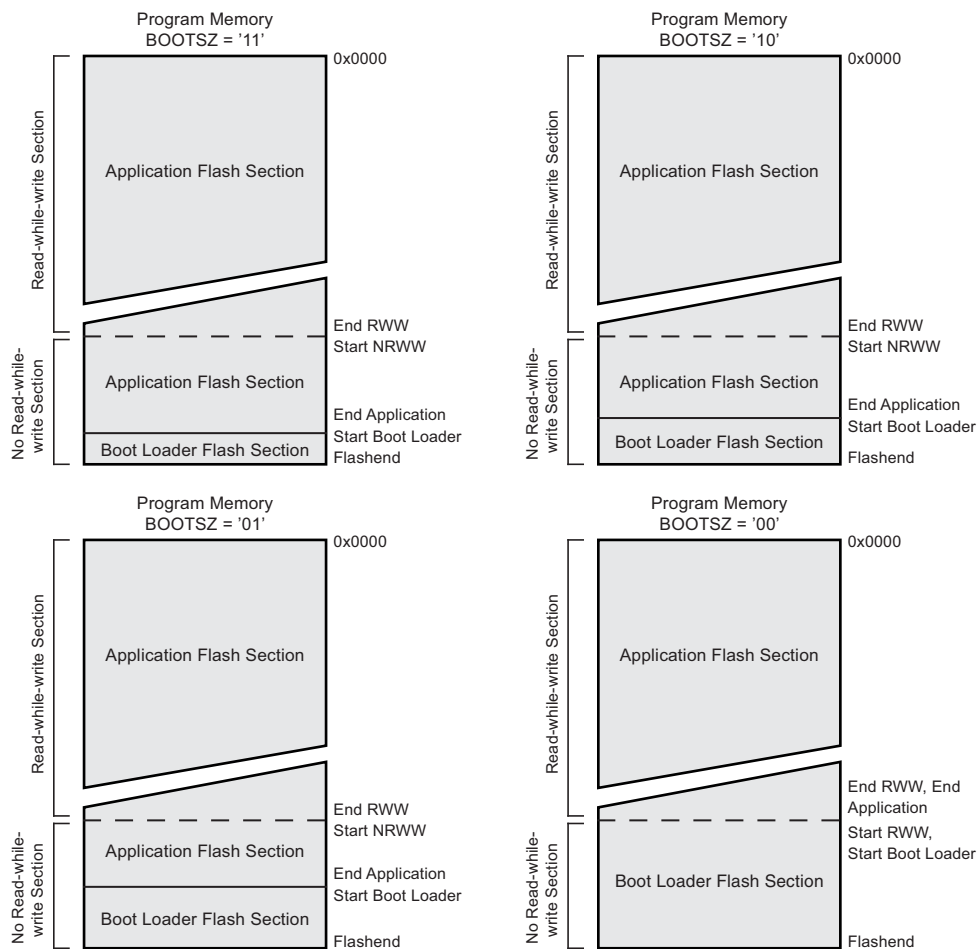 Program Memory
BOOTSZ = ’11’
0x0000
Read-while-write Section
Application Flash Section
End RWW
Start NRWW
No Read-while-
write Section
Application Flash Section
End Application
Start Boot Loader
Boot Loader Flash Section
Flashend
Program Memory
BOOTSZ = ’10’
0x0000
Read-while-write Section
Application Flash Section
End RWW
Start NRWW
No Read-while-
write Section
Application Flash Section
End Application
Start Boot Loader
Boot Loader Flash Section
Flashend
Program Memory
BOOTSZ = ’01’
0x0000
Read-while-write Section
Application Flash Section
End RWW
Start NRWW
No Read-while-
write Section
Application Flash Section
End Application
Start Boot Loader
Boot Loader Flash Section
Flashend
Program Memory
BOOTSZ = ’00’
0x0000
Read-while-write Section
Application Flash Section
End RWW, End
Application
Start RWW,
Start Boot Loader
No Read-while-
write Section
Boot Loader Flash Section
Flashend